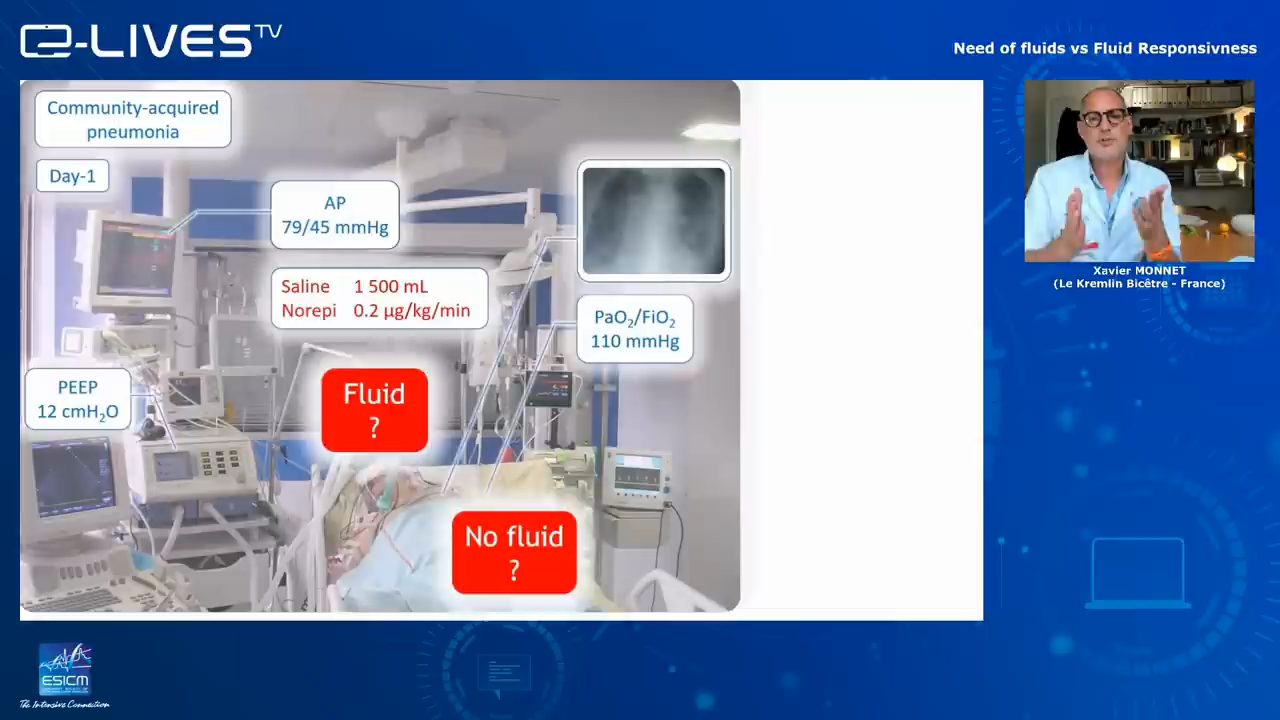 e-LIVES TV
Need of fluids vs Fluid Responsivness
Community-acquired
pneumonia
Day-1
AP
79/45 mmHg
Saline 1 500 mL
Norepi 0.2 µg/kg/min
PaO₂/FiO₂
110 mmHg
PEEP
12 cmH₂O
Fluid
?
No fluid
?
Xavier MONNET
(Le Kremlin Bicêtre - France)
ESICM
The Intensive Connection